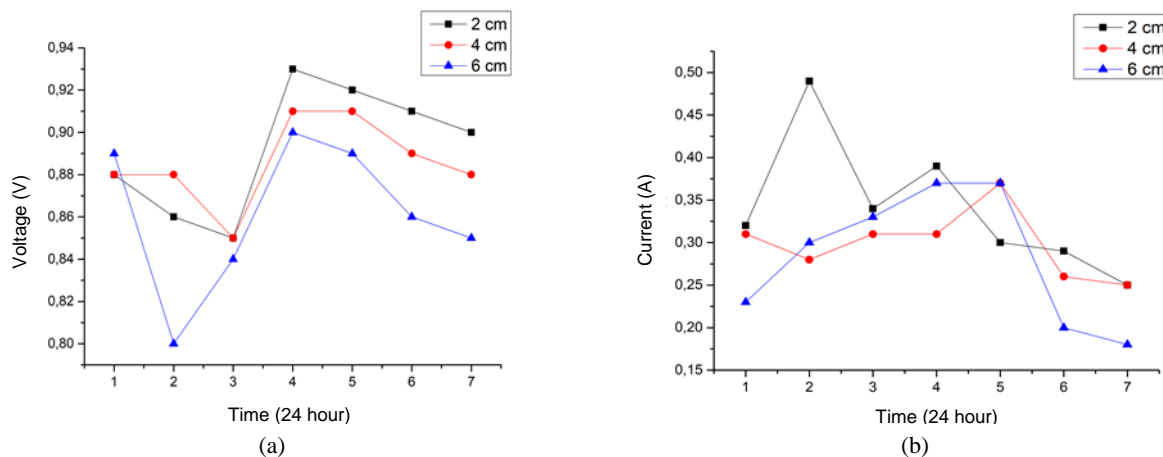 2 cm
4 cm
6 cm
0,94
0,92
0,90
0,88
0,86
0,84
0,82
0,80
Voltage (V)
1 2 3 4 5 6 7
Time (24 hour)
(a)
2 cm
4 cm
6 cm
0,50
0,45
0,40
0,35
0,30
0,25
0,20
0,15
Current (A)
1 2 3 4 5 6 7
Time (24 hour)
(b)